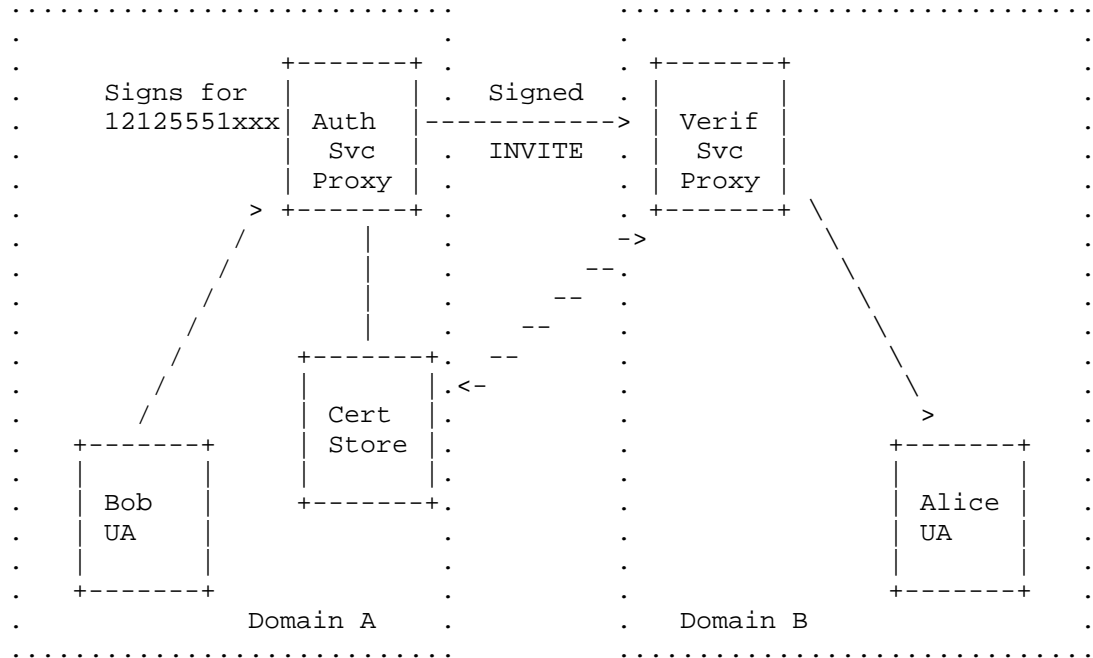 Signs for Signed
12125551xxx Auth Verif
Svc INVITE Svc
Proxy Proxy
Cert
Store
Bob Alice
UA UA
Domain A Domain B